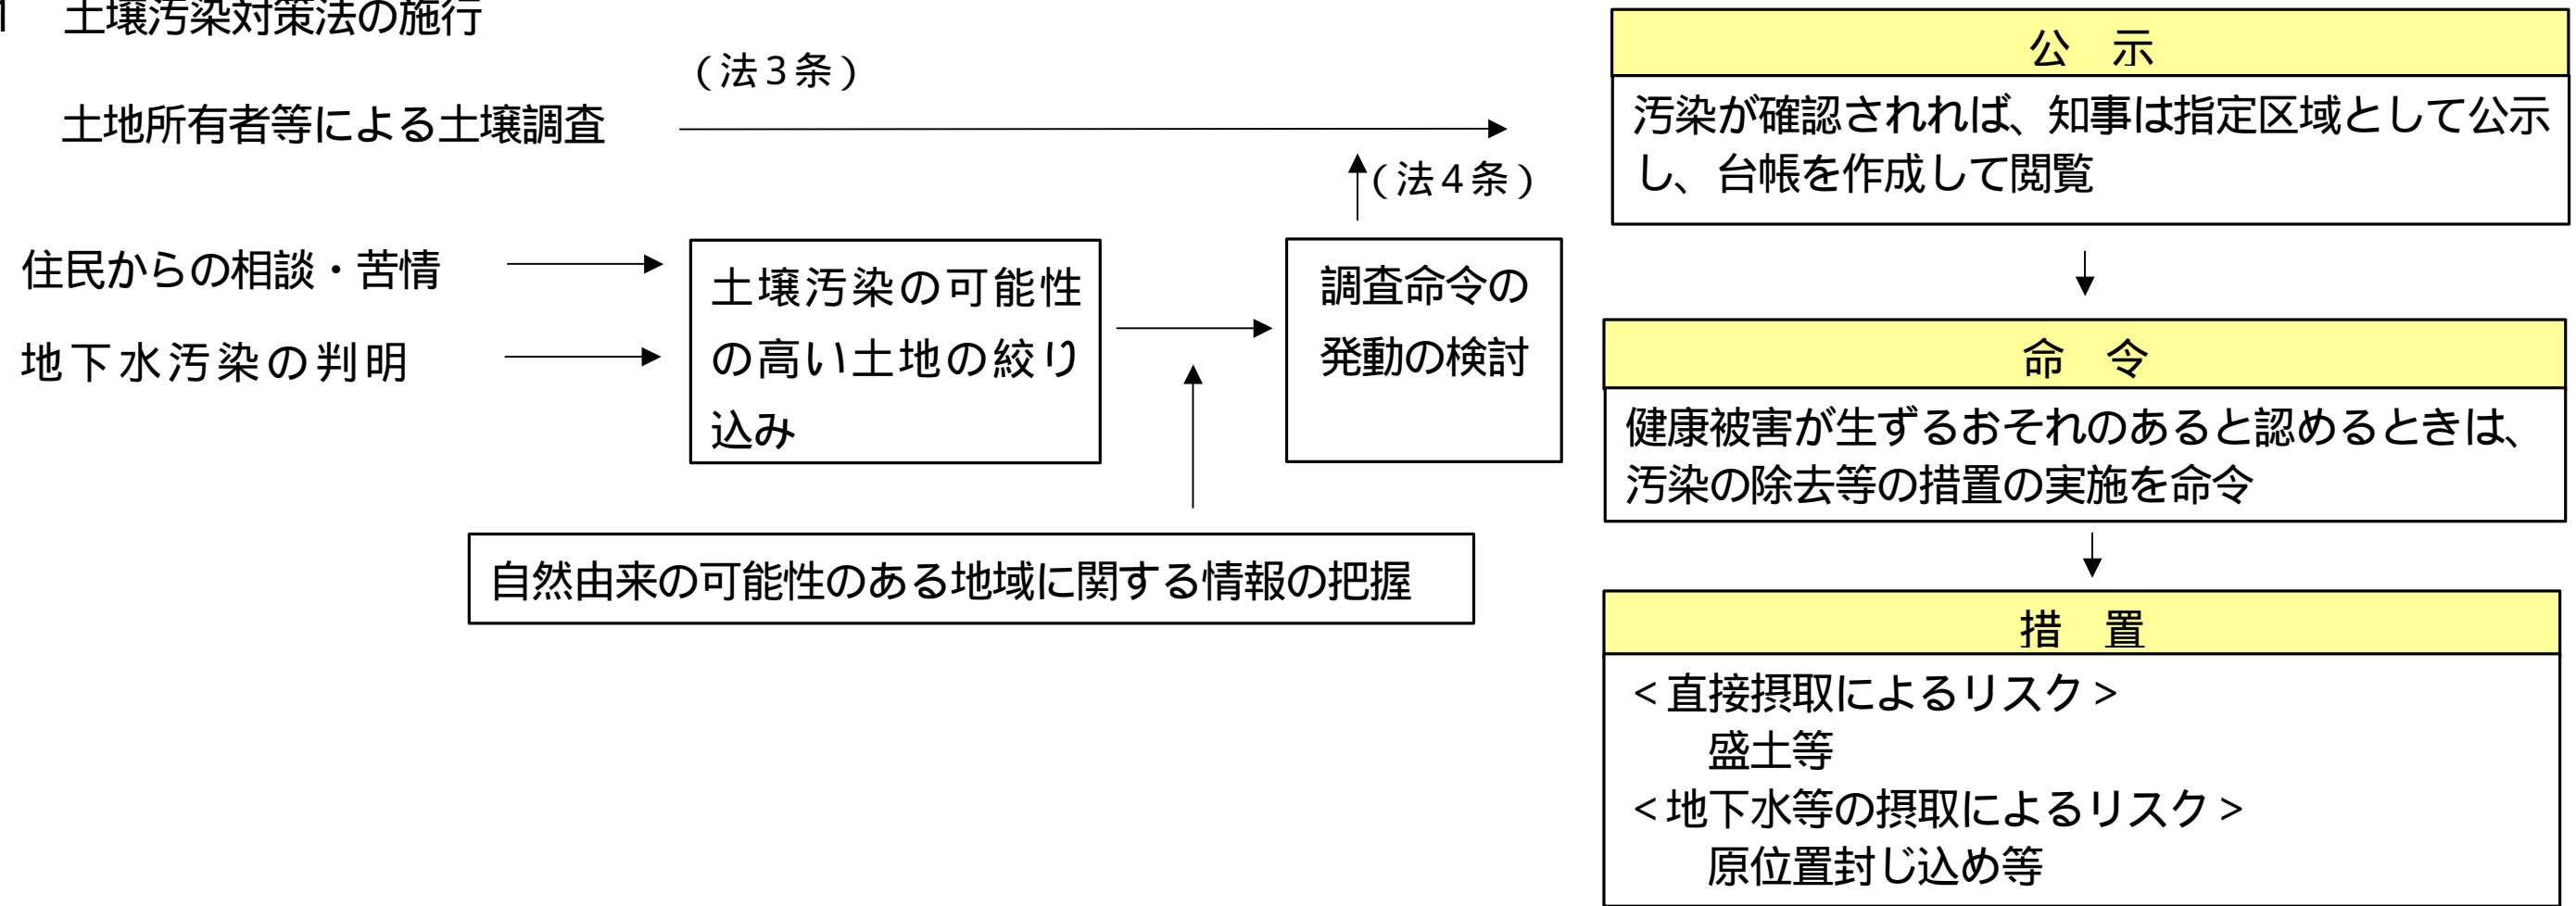 1 土壌汚染対策法の施行
(法3条)
土地所有者等による土壌調査
(法4条)
住民からの相談・苦情
地下水汚染の判明
土壌汚染の可能性
の高い土地の絞り
込み
調査命令の
発動の検討
自然由来の可能性のある地域に関する情報の把握
公 示
汚染が確認されれば、知事は指定区域として公示
し、台帳を作成して閲覧
命 令
健康被害が生ずるおそれのあると認めるときは、
汚染の除去等の措置の実施を命令
措 置
<直接摂取によるリスク>
盛土等
<地下水等の摂取によるリスク>
原位置封じ込め等